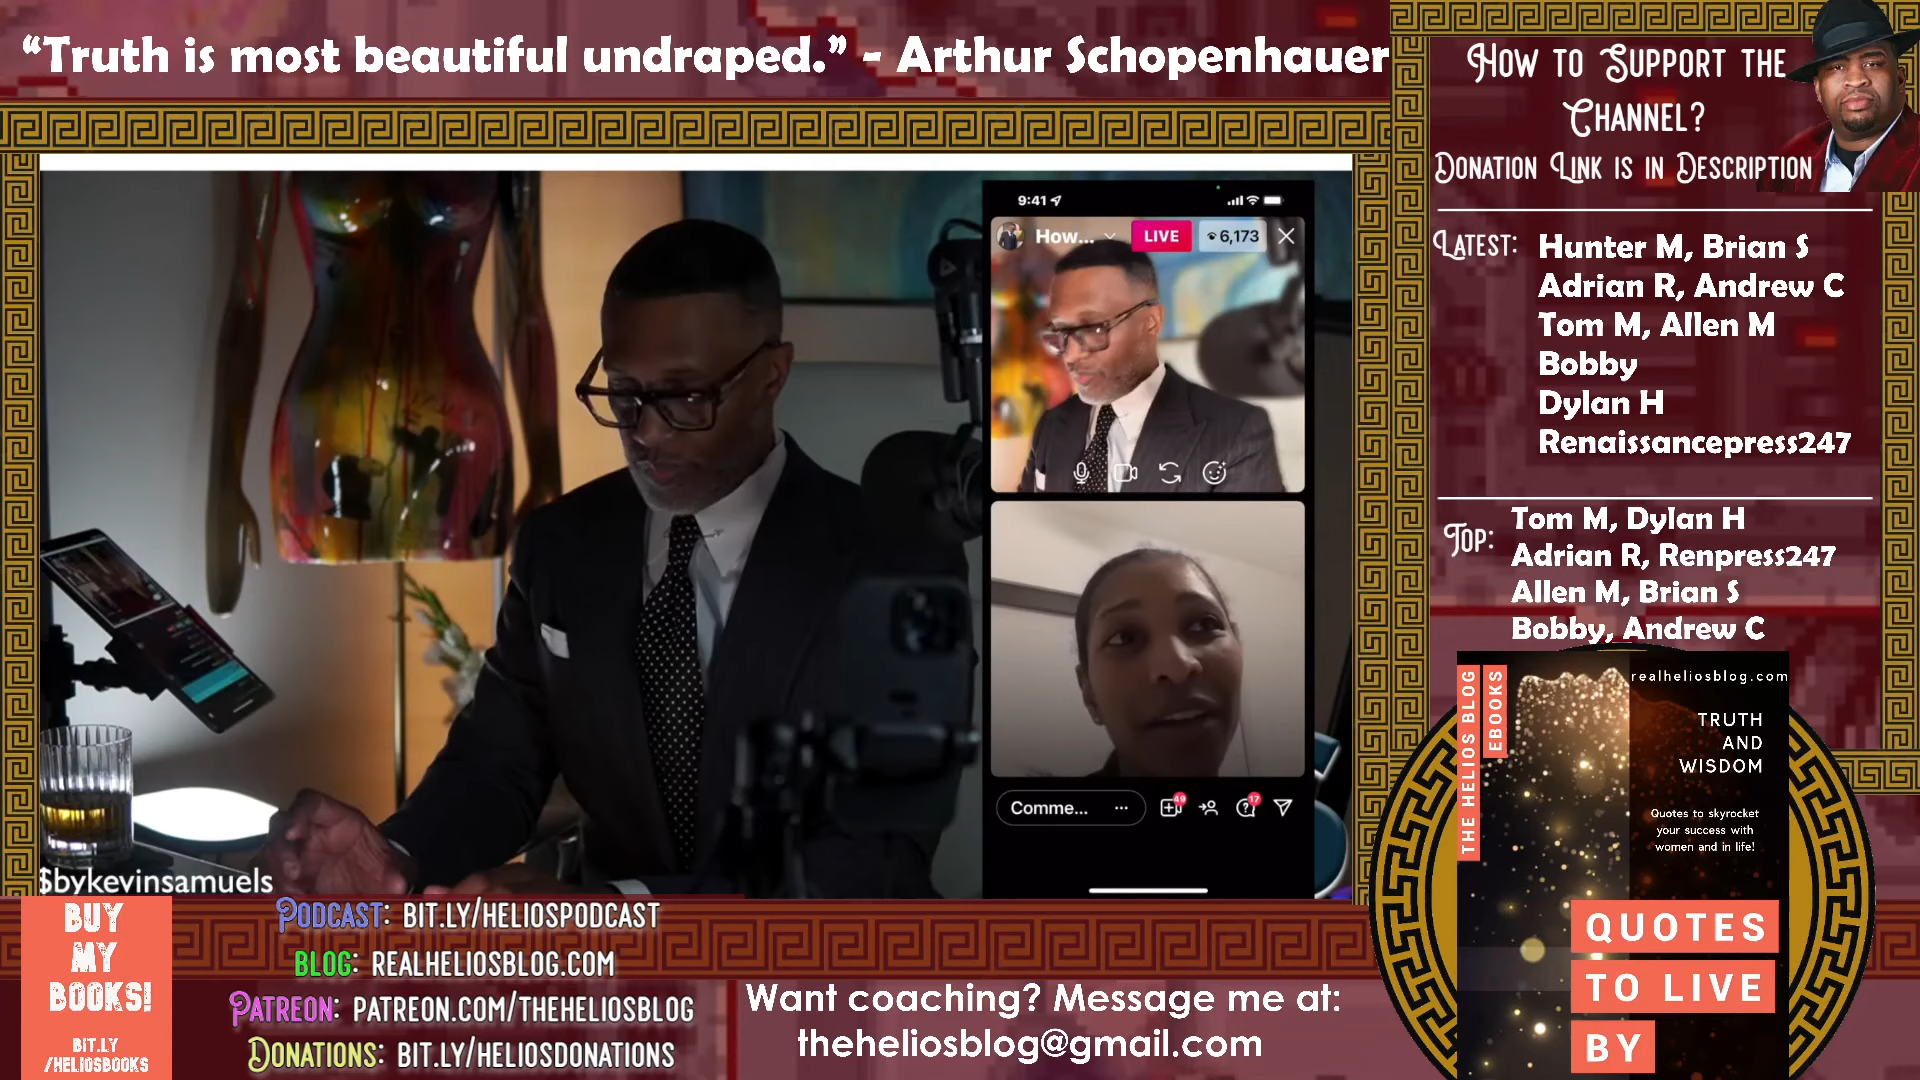 “Truth is most beautiful undraped.” - Arthur Schopenhauer
How to Support the
Channel?
Donation Link is in Description
Latest:
Hunter M, Brian S
Adrian R, Andrew C
Tom M, Allen M
Bobby
Dylan H
Renaissancepress247
Top:
Tom M, Dylan H
Adrian R, Renpress247
Allen M, Brian S
Bobby, Andrew C
9:41
How...
LIVE
6,173
Comme...
49
17
$bykevinsamuels
BUY
MY
BOOKS!
BIT.LY
/HELIOSBOOKS
Podcast: BIT.LY/HELIOSPODCAST
BLOG: REALHELIOSBLOG.COM
Patreon: PATREON.COM/THEHELIOSBLOG
Donations: BIT.LY/HELIOSDONATIONS
Want coaching? Message me at:
theheliosblog@gmail.com
THE HELIOS BLOG
EBOOKS
realheliosblog.com
TRUTH
AND
WISDOM
Quotes to skyrocket
your success with
women and in life!
QUOTES
TO LIVE
BY